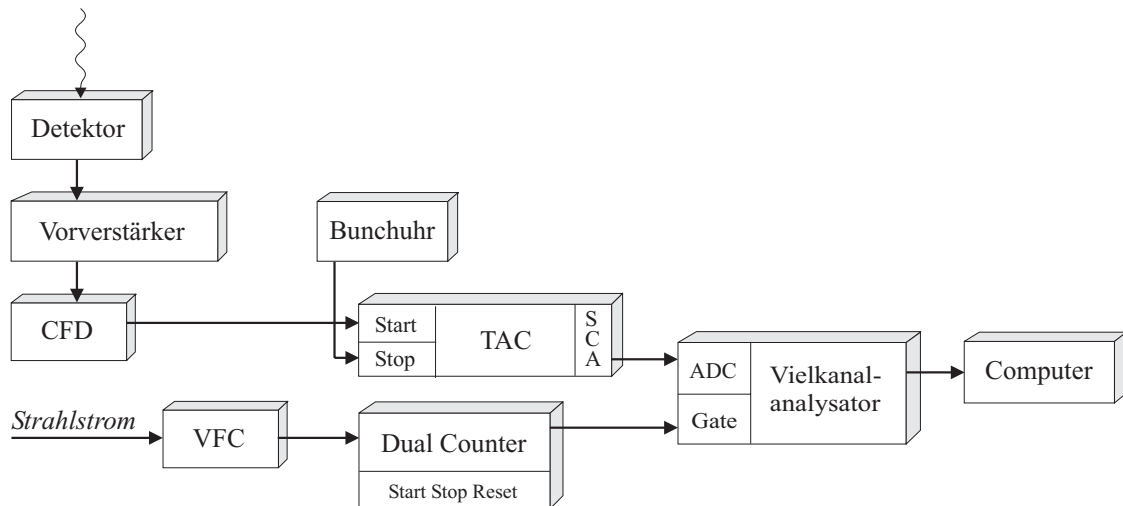 Detektor
Vorverstärker
Bunchuhr
CFD
Start
Stop
TAC
S
C
A
ADC
Gate
Vielkanal-
analysator
Computer
Strahlstrom
VFC
Dual Counter
Start Stop Reset